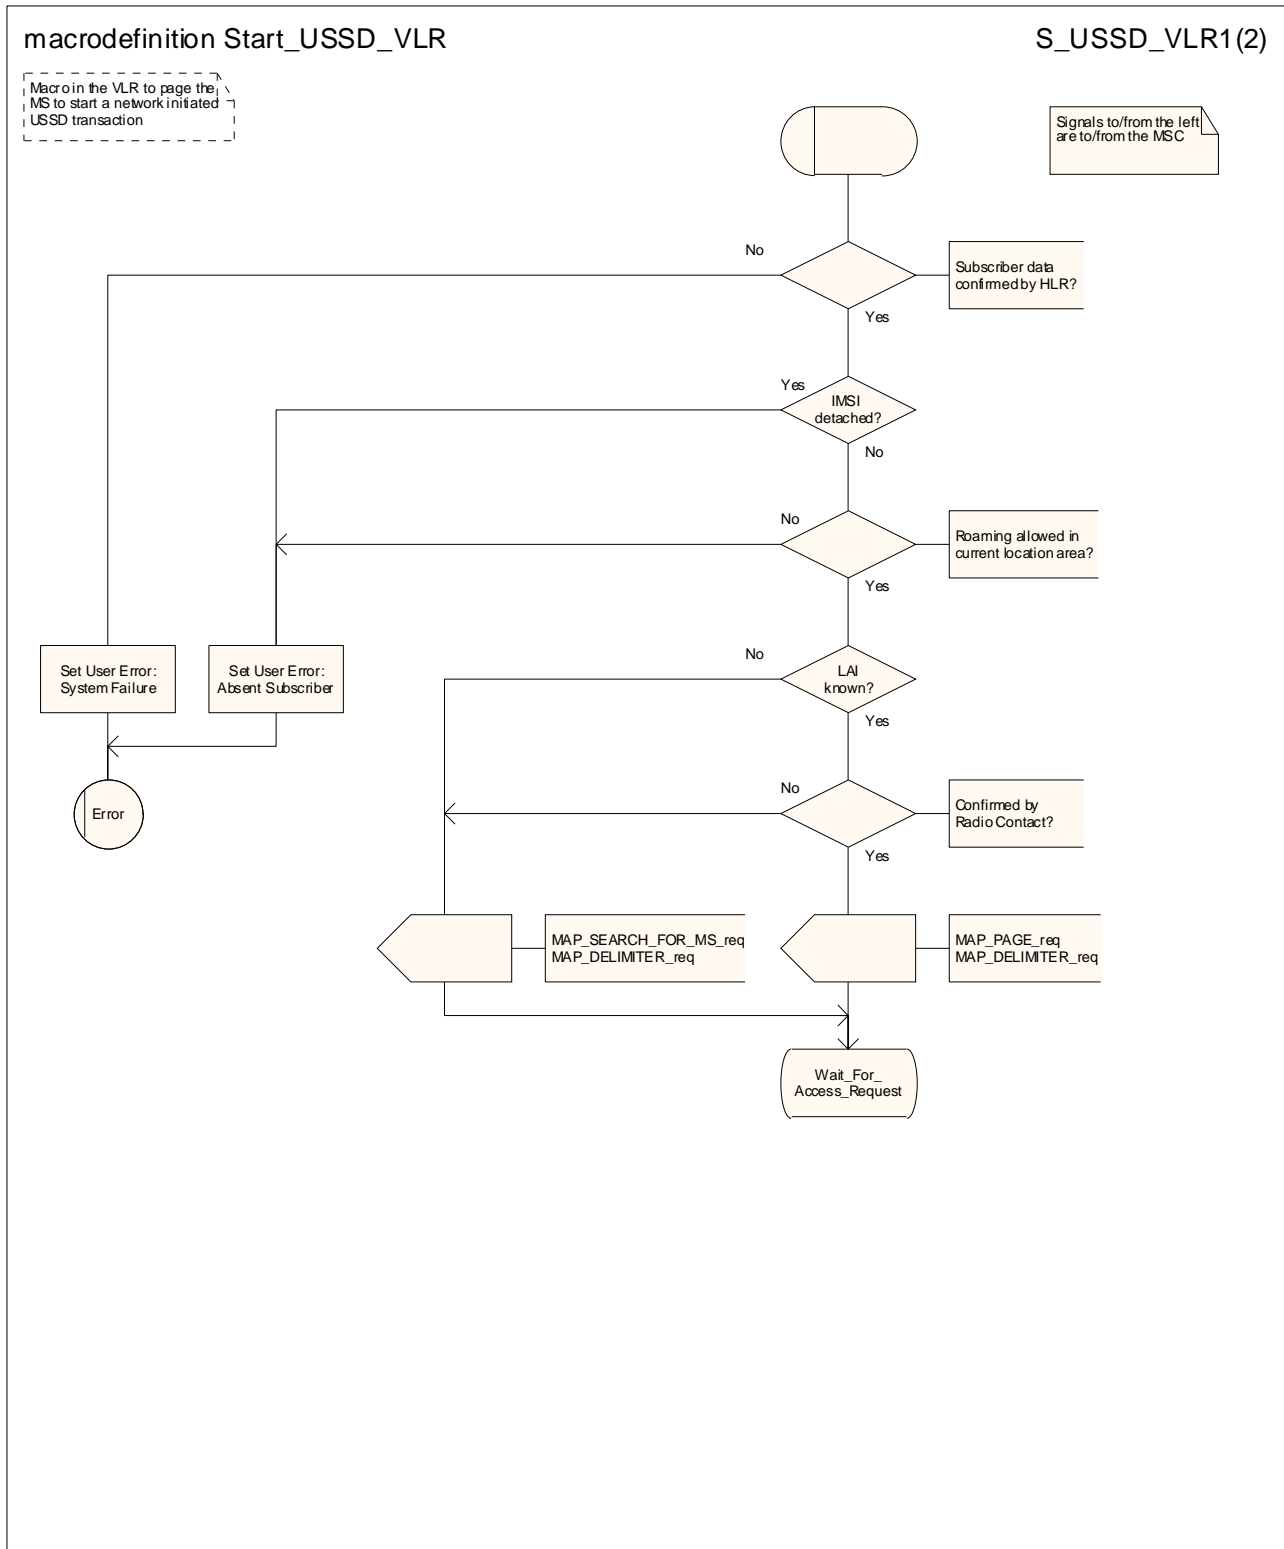 macrodefinition Start_USSD_VLR
S_USSD_VLR1(2)
Macro in the VLR to page the
MS to start a network initiated
USSD transaction
Signals to/from the left
are to/from the MSC
No
Subscriber data
confirmed by HLR?
Yes
Yes
IMSI
detached?
No
No
Roaming allowed in
current location area?
Yes
Set User Error:
System Failure
Set User Error:
Absent Subscriber
No
LAI
known?
Yes
No
Confirmed by
Radio Contact?
Error
Yes
MAP_SEARCH_FOR_MS_req
MAP_DELIMITER_req
MAP_PAGE_req
MAP_DELIMITER_req
Wait_For_
Access_Request